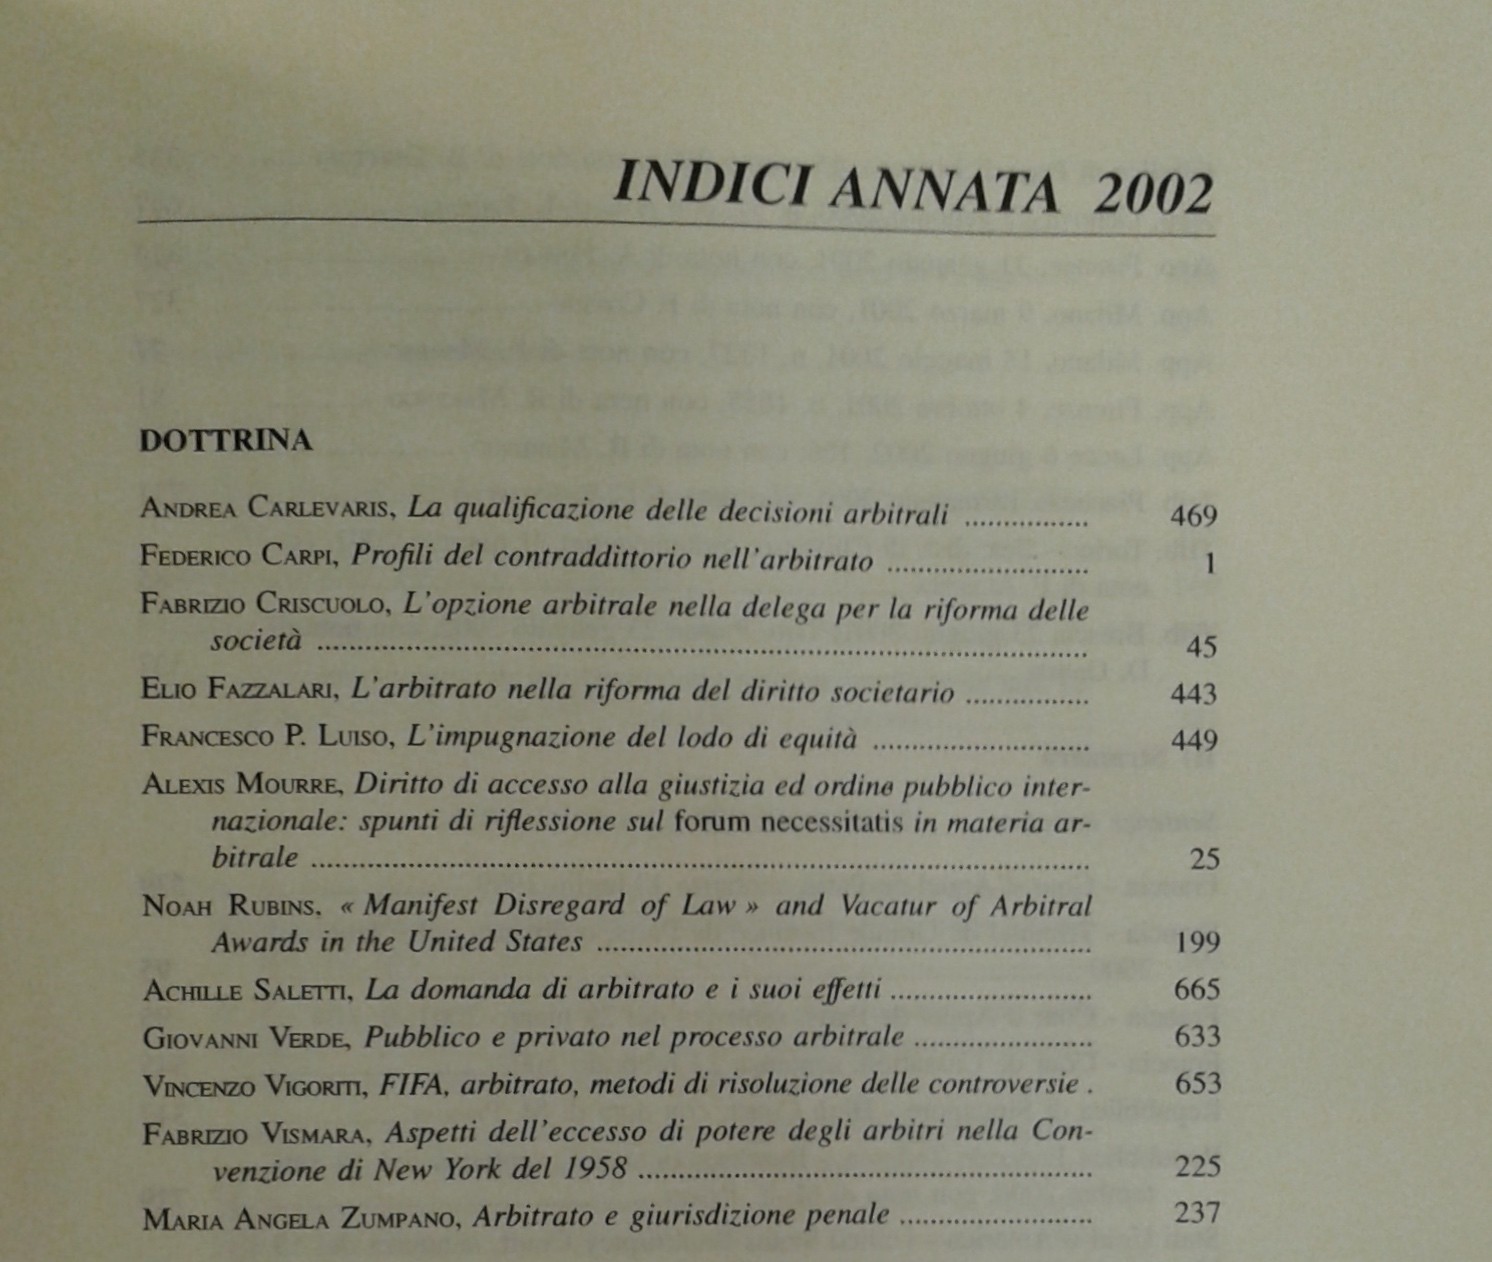 INDICI ANNATA 2002
DOTTRINA
ANDREA CARLEVARIS, La qualificazione delle decisioni arbitrali ................ 469
FEDERICO CARPI, Profili del contraddittorio nell'arbitrato .......................... 1
FABRIZIO CRISCUOLO, L'opzione arbitrale nella delega per la riforma delle
società .................................................................................... 45
ELIO FAZZALARI, L'arbitrato nella riforma del diritto societario ................ 443
FRANCESCO P. LUISO, L'impugnazione del lodo di equità ............................ 449
ALEXIS MOURRE, Diritto di accesso alla giustizia ed ordine pubblico inter-
nazionale: spunti di riflessione sul forum necessitatis in materia ar-
bitrale .................................................................................... 25
NOAH RUBINS, « Manifest Disregard of Law » and Vacatur of Arbitral
Awards in the United States ................................................................ 199
ACHILLE SALETTI, La domanda di arbitrato e i suoi effetti .......................... 665
GIOVANNI VERDE, Pubblico e privato nel processo arbitrale ....................... 633
VINCENZO VIGORITI, FIFA, arbitrato, metodi di risoluzione delle controversie . 653
FABRIZIO VISMARA, Aspetti dell'eccesso di potere degli arbitri nella Con-
venzione di New York del 1958 ........................................................... 225
MARIA ANGELA ZUMPANO, Arbitrato e giurisdizione penale ......................... 237